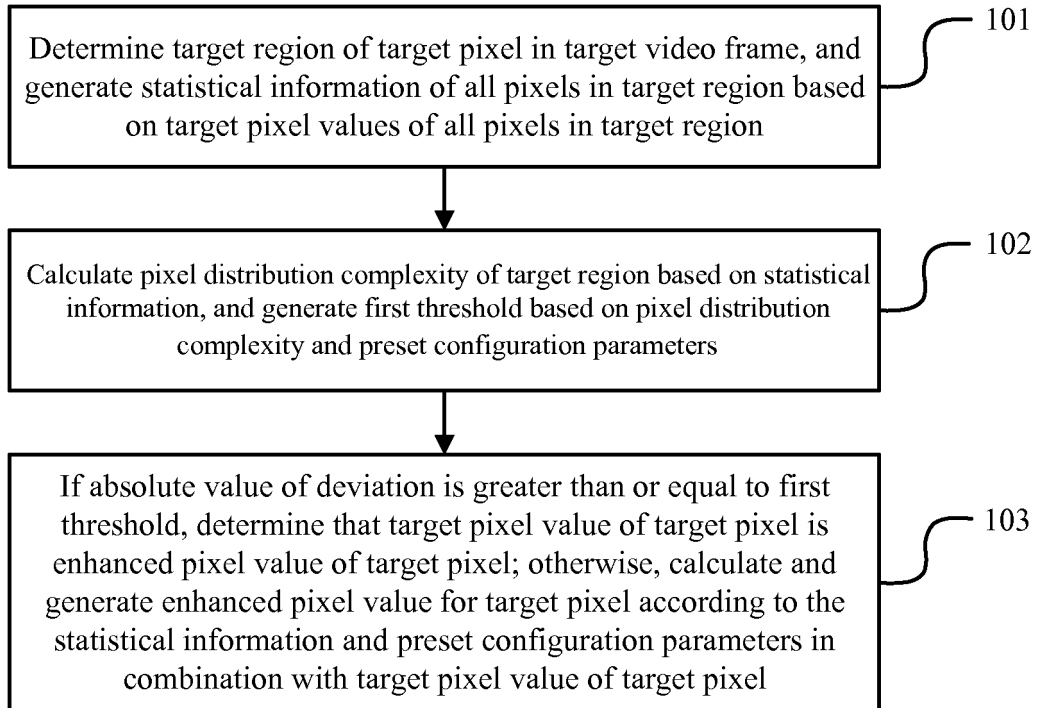 Determine target region of target pixel in target video frame, and
generate statistical information of all pixels in target region based
on target pixel values of all pixels in target region
101
Calculate pixel distribution complexity of target region based on statistical
information, and generate first threshold based on pixel distribution
complexity and preset configuration parameters
102
If absolute value of deviation is greater than or equal to first
threshold, determine that target pixel value of target pixel is
enhanced pixel value of target pixel; otherwise, calculate and
generate enhanced pixel value for target pixel according to the
statistical information and preset configuration parameters in
combination with target pixel value of target pixel
103